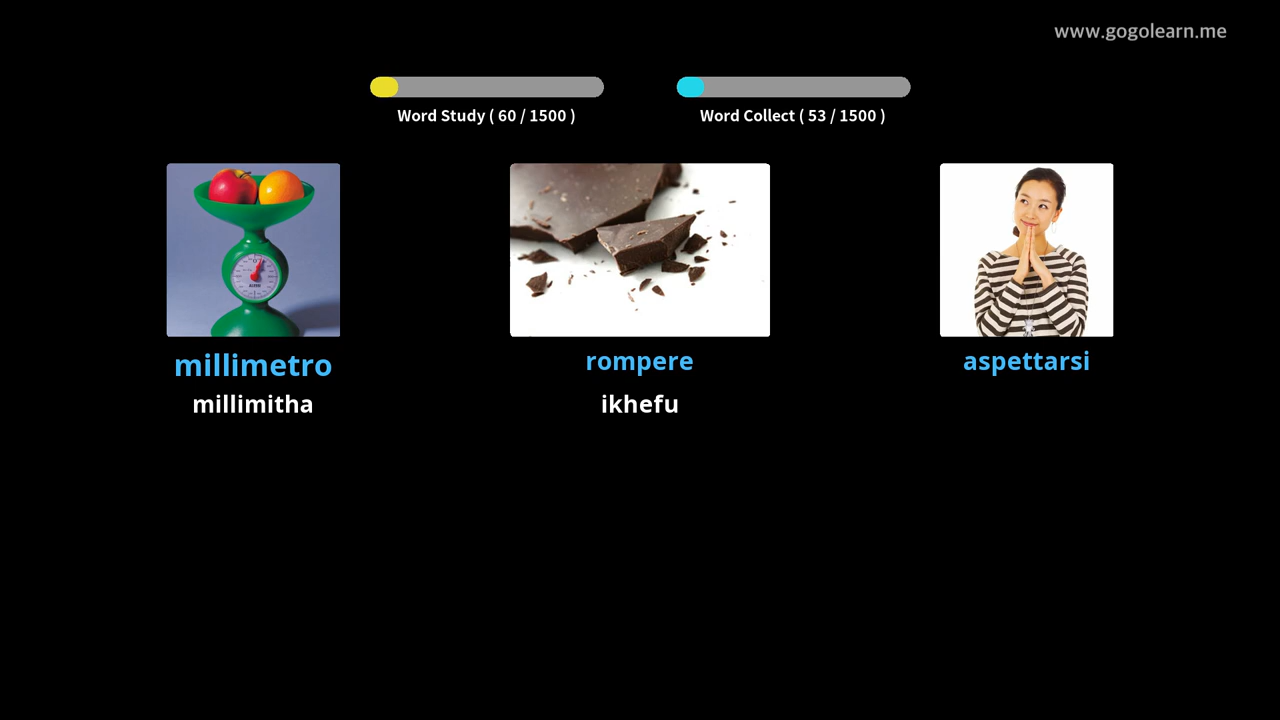 www.gogolearn.me
Word Study ( 60 / 1500 )
Word Collect ( 53 / 1500 )
millimetro
rompere
aspettarsi
millimitha
ikhefu